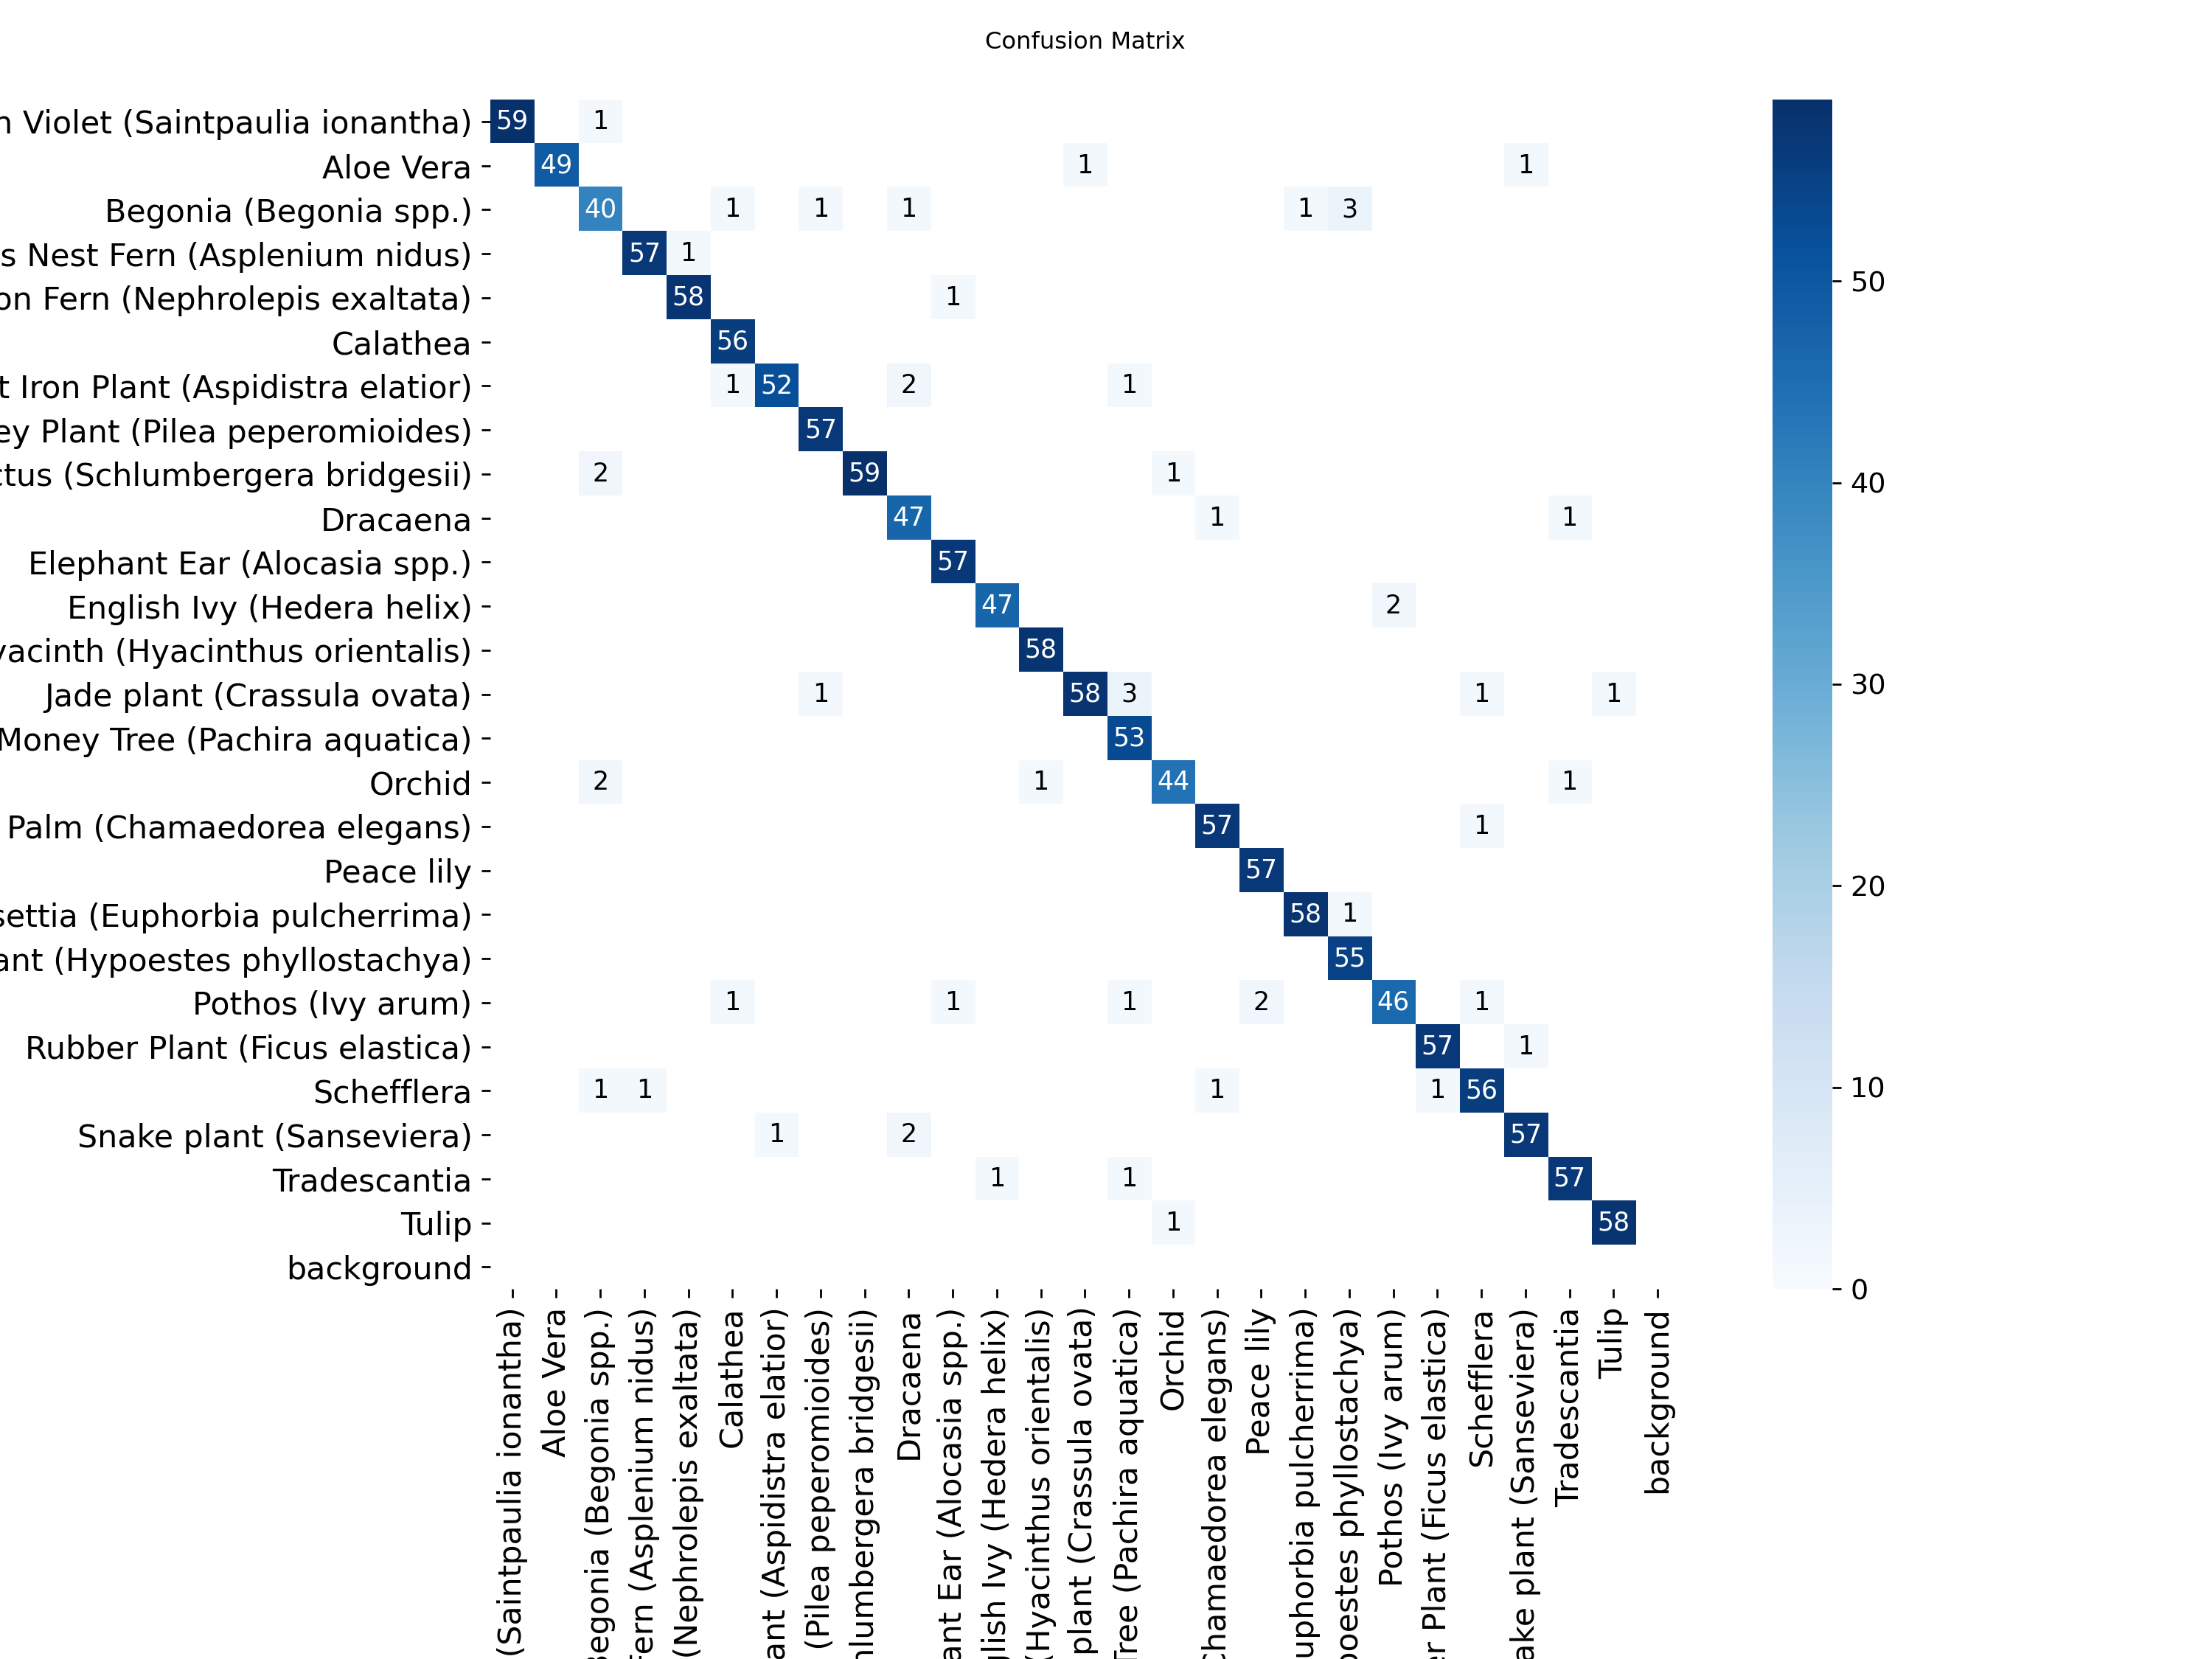 Confusion Matrix
n Violet (Saintpaulia ionantha) 59 1
Aloe Vera 49 1 1
Begonia (Begonia spp.) 40 1 1 1 1 3
s Nest Fern (Asplenium nidus) 57 1
on Fern (Nephrolepis exaltata) 58 1
Calathea 56
t Iron Plant (Aspidistra elatior) 1 52 2 1
ey Plant (Pilea peperomioides) 57
ctus (Schlumbergera bridgesii) 2 59 1
Dracaena 47 1 1
Elephant Ear (Alocasia spp.) 57
English Ivy (Hedera helix) 47 2
yacinth (Hyacinthus orientalis) 58
Jade plant (Crassula ovata) 1 58 3 1 1
Money Tree (Pachira aquatica) 53
Orchid 2 1 44 1
Palm (Chamaedorea elegans) 57 1
Peace lily 57
settia (Euphorbia pulcherrima) 58 1
ant (Hypoestes phyllostachya) 55
Pothos (Ivy arum) 1 1 1 2 46 1
Rubber Plant (Ficus elastica) 57 1
Schefflera 1 1 1 1 56
Snake plant (Sanseviera) 1 2 57
Tradescantia 1 1 57
Tulip 1 58
background
(Saintpaulia ionantha)
Aloe Vera
Begonia (Begonia spp.)
Fern (Asplenium nidus)
(Nephrolepis exaltata)
Calathea
ant (Aspidistra elatior)
(Pilea peperomioides)
hlumbergera bridgesii)
Dracaena
ant Ear (Alocasia spp.)
glish Ivy (Hedera helix)
(Hyacinthus orientalis)
plant (Crassula ovata)
Tree (Pachira aquatica)
Orchid
Chamaedorea elegans)
Peace lily
uphorbia pulcherrima)
poestes phyllostachya)
Pothos (Ivy arum)
er Plant (Ficus elastica)
Schefflera
ake plant (Sanseviera)
Tradescantia
Tulip
background
50
40
30
20
10
0